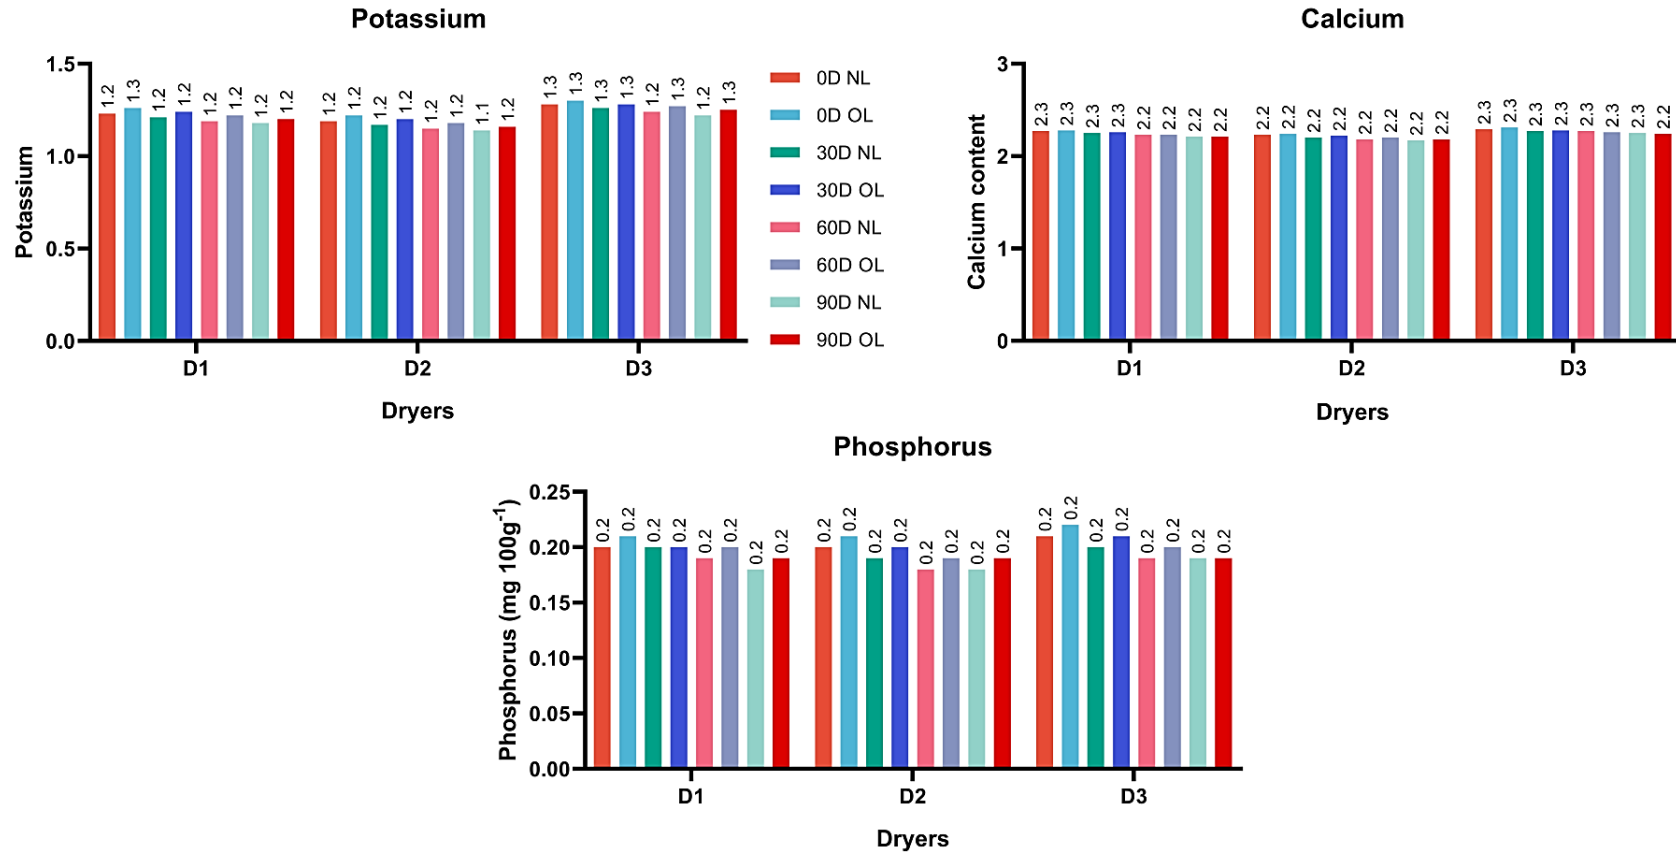 Potassium
Potassium
1.5
1.0
0.5
0.0
1.2 1.3 1.2 1.2 1.2 1.2 1.2 1.2
1.2 1.2 1.2 1.2 1.2 1.2 1.1 1.2
1.3 1.3 1.3 1.3 1.2 1.3 1.2 1.3
D1 D2 D3
Dryers
0D NL
0D OL
30D NL
30D OL
60D NL
60D OL
90D NL
90D OL
Calcium
Calcium content
3
2
1
0
2.3 2.3 2.3 2.3 2.2 2.2 2.2 2.2
2.2 2.2 2.2 2.2 2.2 2.2 2.2 2.2
2.3 2.3 2.3 2.3 2.3 2.3 2.3 2.2
D1 D2 D3
Dryers
Phosphorus
Phosphorus (mg 100g⁻¹)
0.25
0.20
0.15
0.10
0.05
0.00
0.2 0.2 0.2 0.2 0.2 0.2 0.2 0.2
0.2 0.2 0.2 0.2 0.2 0.2 0.2 0.2
0.2 0.2 0.2 0.2 0.2 0.2 0.2 0.2
D1 D2 D3
Dryers